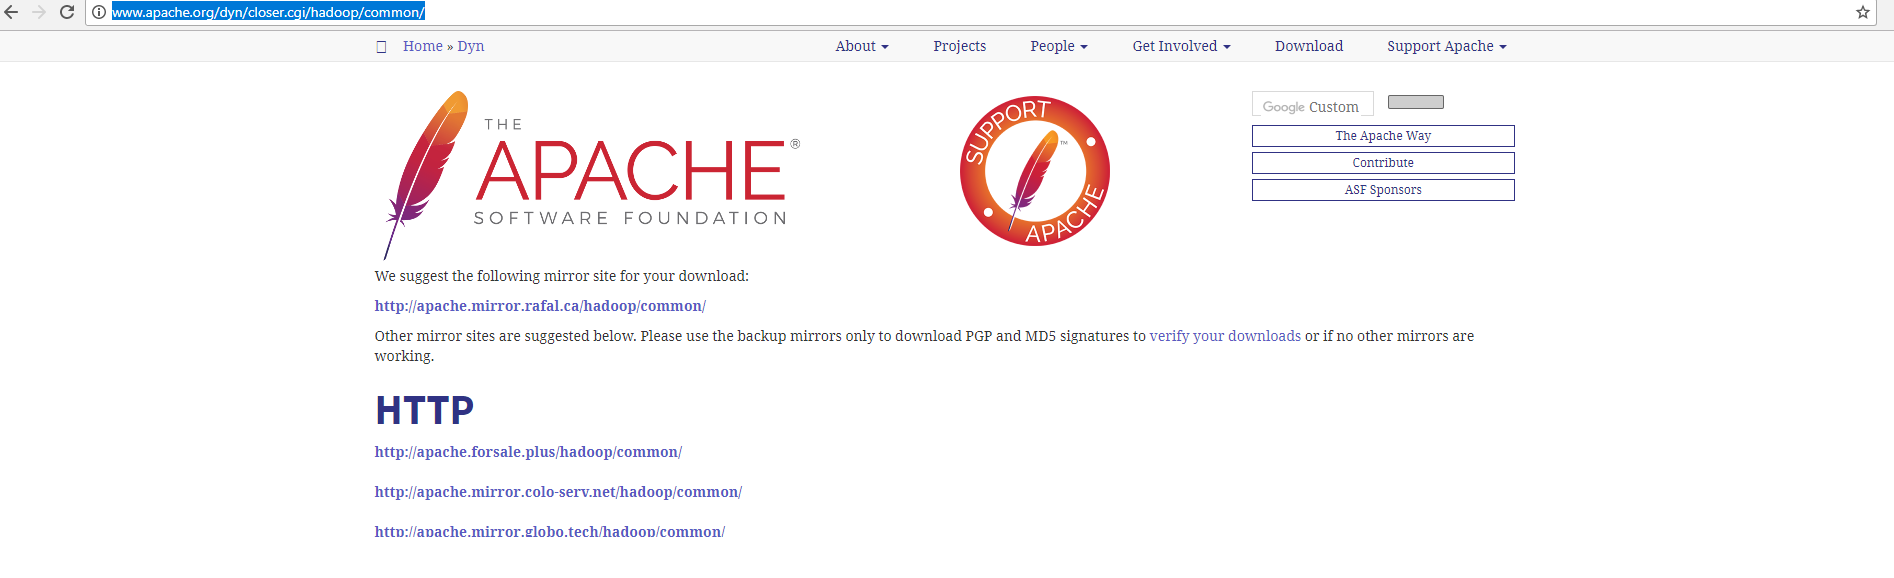 www.apache.org/dyn/closer.cgi/hadoop/common/
Home » Dyn About Projects People Get Involved Download Support Apache
THE
APACHE®
SOFTWARE FOUNDATION
SUPPORT
APACHE
™
Google Custom
The Apache Way
Contribute
ASF Sponsors
We suggest the following mirror site for your download:
http://apache.mirror.rafal.ca/hadoop/common/
Other mirror sites are suggested below. Please use the backup mirrors only to download PGP and MD5 signatures to verify your downloads or if no other mirrors are
working.
HTTP
http://apache.forsale.plus/hadoop/common/
http://apache.mirror.colo-serv.net/hadoop/common/
http://apache.mirror.globo.tech/hadoop/common/